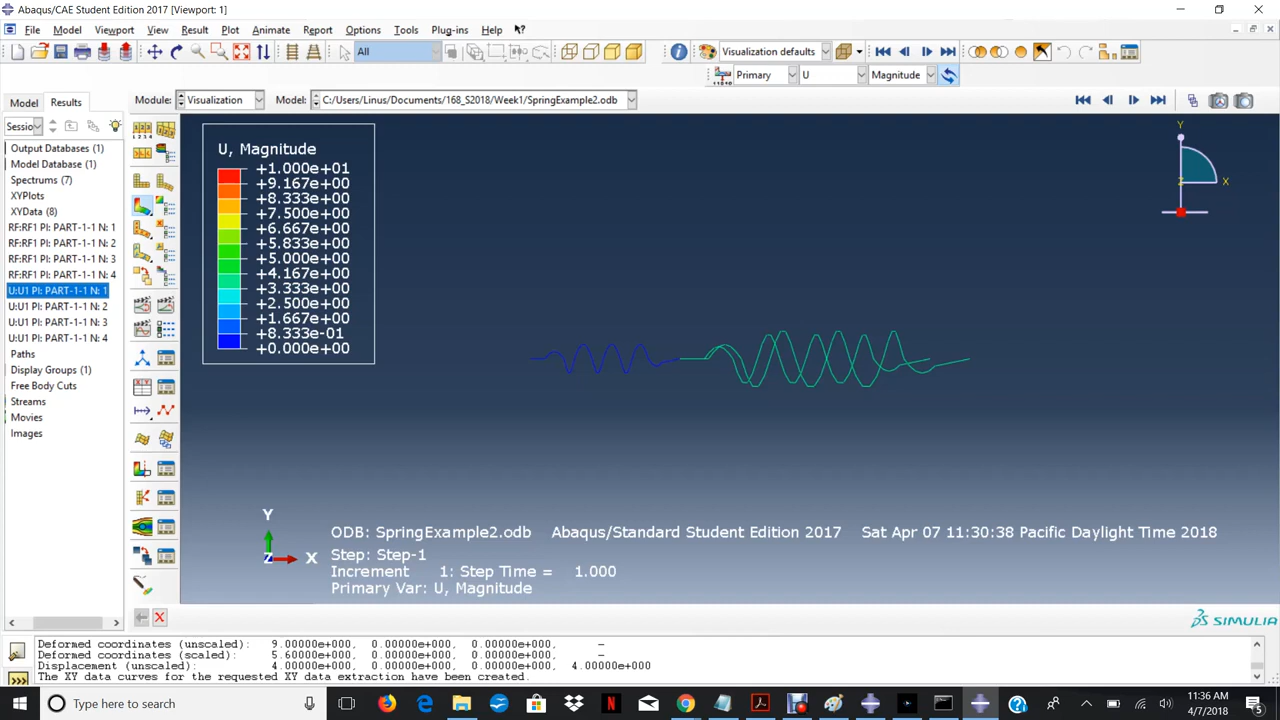 Abaqus/CAE Student Edition 2017 [Viewport: 1]
File Model Viewport View Result Plot Animate Report Options Tools Plug-ins Help
All
Visualization defaults
Primary U Magnitude
Model Results
Module: Visualization Model: C:/Users/Linus/Documents/168_S2018/Week1/SpringExample2.odb
Sessio
Output Databases (1)
Model Database (1)
Spectrums (7)
XYPlots
XYData (8)
RF:RF1 PI: PART-1-1 N: 1
RF:RF1 PI: PART-1-1 N: 2
RF:RF1 PI: PART-1-1 N: 3
RF:RF1 PI: PART-1-1 N: 4
U:U1 PI: PART-1-1 N: 1
U:U1 PI: PART-1-1 N: 2
U:U1 PI: PART-1-1 N: 3
U:U1 PI: PART-1-1 N: 4
Paths
Display Groups (1)
Free Body Cuts
Streams
Movies
Images
U, Magnitude
+1.000e+01
+9.167e+00
+8.333e+00
+7.500e+00
+6.667e+00
+5.833e+00
+5.000e+00
+4.167e+00
+3.333e+00
+2.500e+00
+1.667e+00
+8.333e-01
+0.000e+00
Y
Z X
Y
Z X
ODB: SpringExample2.odb Abaqus/Standard Student Edition 2017 Sat Apr 07 11:30:38 Pacific Daylight Time 2018
Step: Step-1
Increment 1: Step Time = 1.000
Primary Var: U, Magnitude
SIMULIA
Deformed coordinates (unscaled): 9.00000e+000, 0.00000e+000, 0.00000e+000, -
Deformed coordinates (scaled): 5.60000e+000, 0.00000e+000, 0.00000e+000, -
Displacement (unscaled): 4.00000e+000, 0.00000e+000, 0.00000e+000, 4.00000e+000
The XY data curves for the requested XY data extraction have been created.
>>>
Type here to search
11:36 AM
4/7/2018